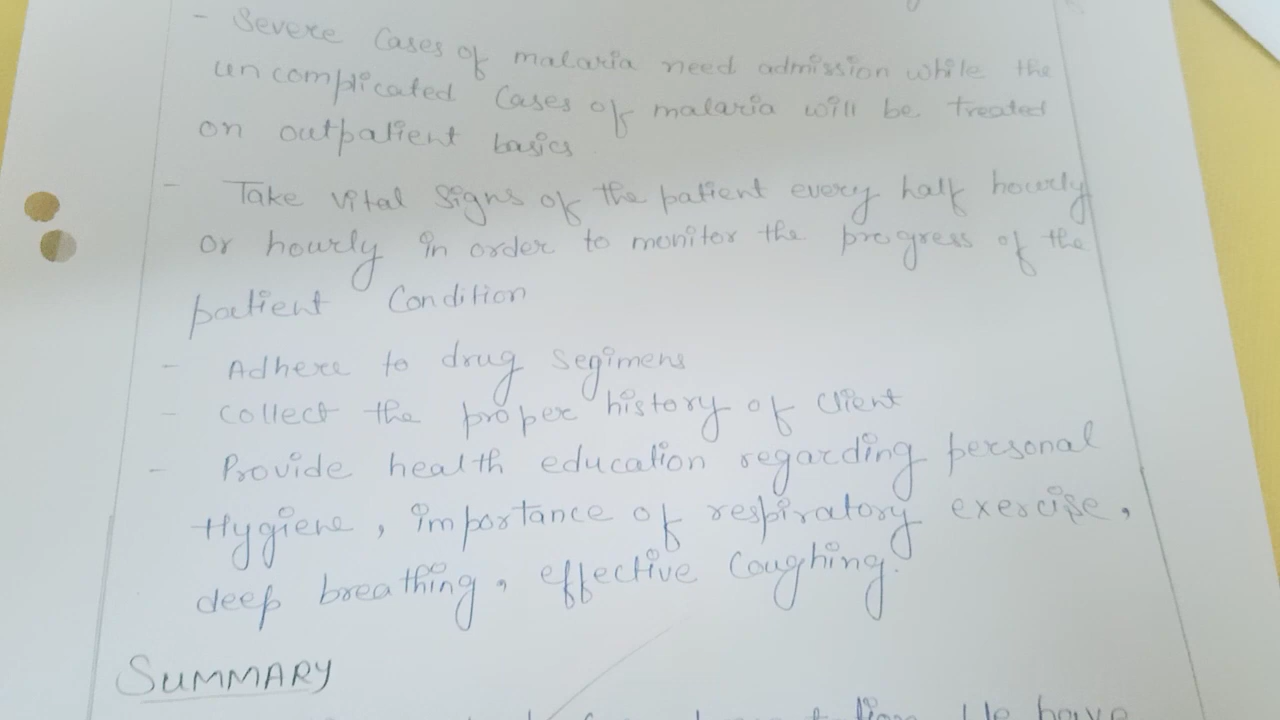 - Severe Cases of malaria need admission while the
uncomplicated Cases of malaria will be treated
on outpatient basics
- Take vital signs of the patient every half hourly
or hourly in order to monitor the progress of the
patient Condition
- Adhere to drug segimens
- collect the proper history of client
- Provide health education regarding personal
Hygiene, importance of respiratory exercise,
deep breathing, effective Coughing.
SUMMARY
We have